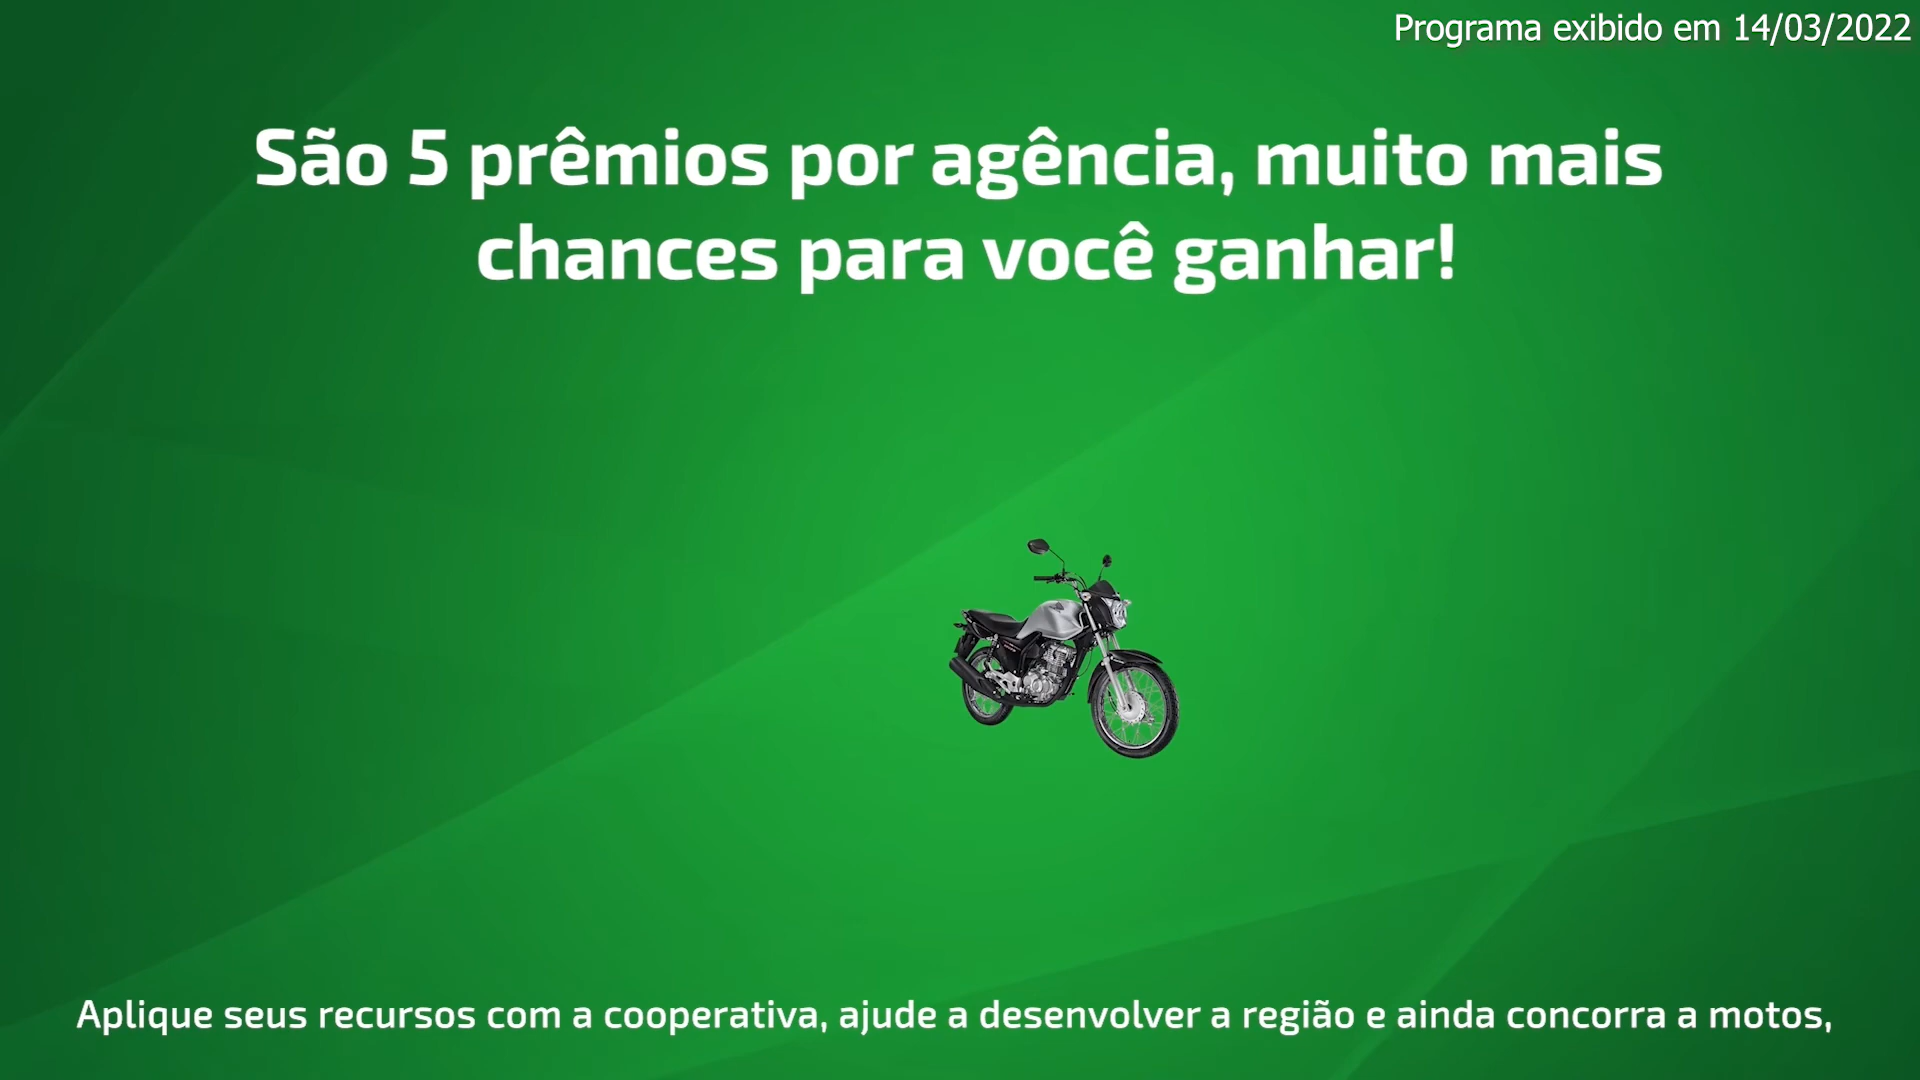 Programa exibido em 14/03/2022
São 5 prêmios por agência, muito mais
chances para você ganhar!
Aplique seus recursos com a cooperativa, ajude a desenvolver a região e ainda concorra a motos,